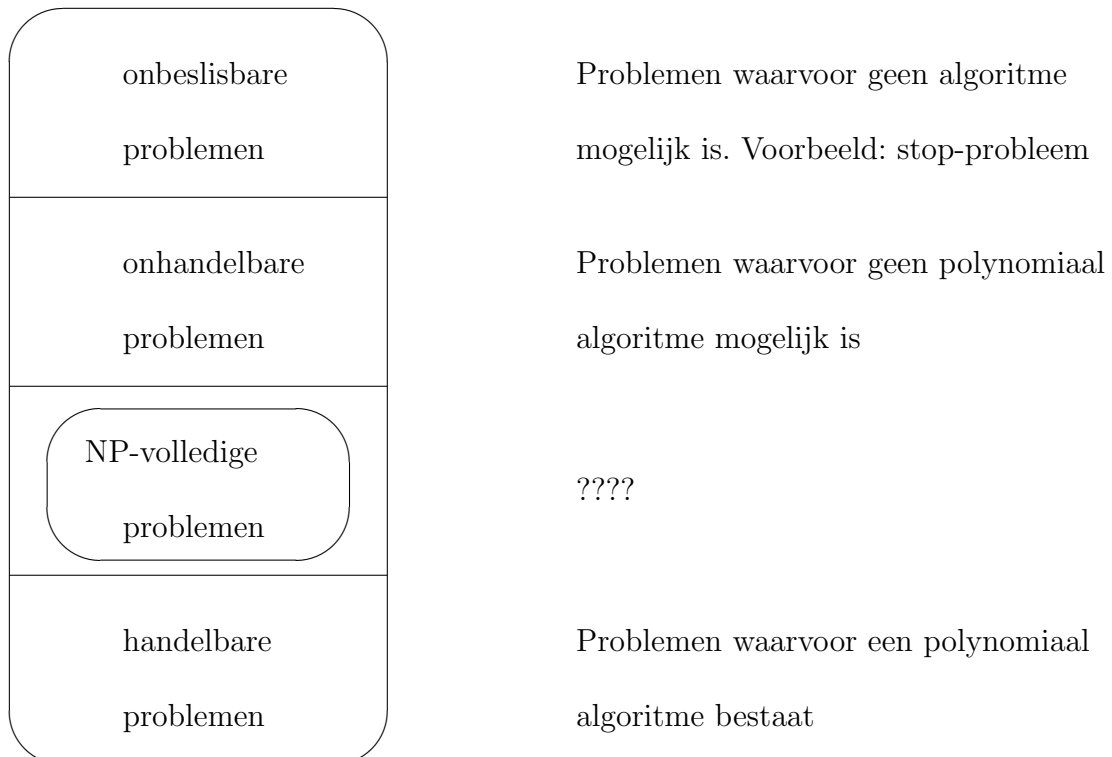 onbeslisbare
problemen
Problemen waarvoor geen algoritme
mogelijk is. Voorbeeld: stop-probleem
onhandelbare
problemen
Problemen waarvoor geen polynomiaal
algoritme mogelijk is
NP-volledige
problemen
????
handelbare
problemen
Problemen waarvoor een polynomiaal
algoritme bestaat